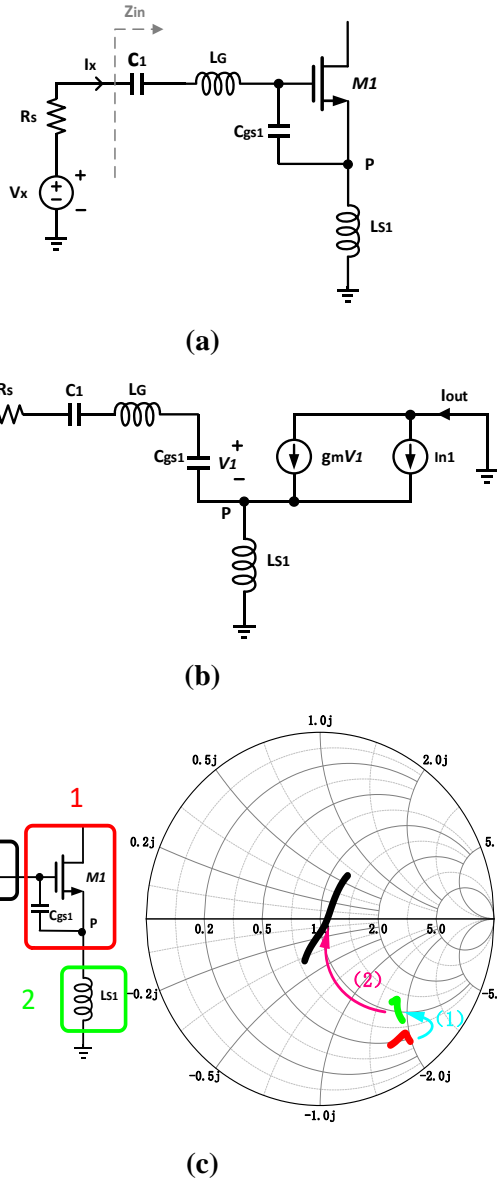 Zin
Ix C1 LG
M1
Rs
Cgs1
P
Vx + + − −
LS1
(a)
Rs C1 LG
Iout
Cgs1 + V1 − gmV1 In1
P
LS1
(b)
1.0j
1 0.5j 2.0j
M1
0.2j 5.
Cgs1
P
0.2 0.5 1.0 2.0 5.0
2 LS1 (2)
-0.2j -5.
(1)
-0.5j -2.0j
-1.0j
(c)